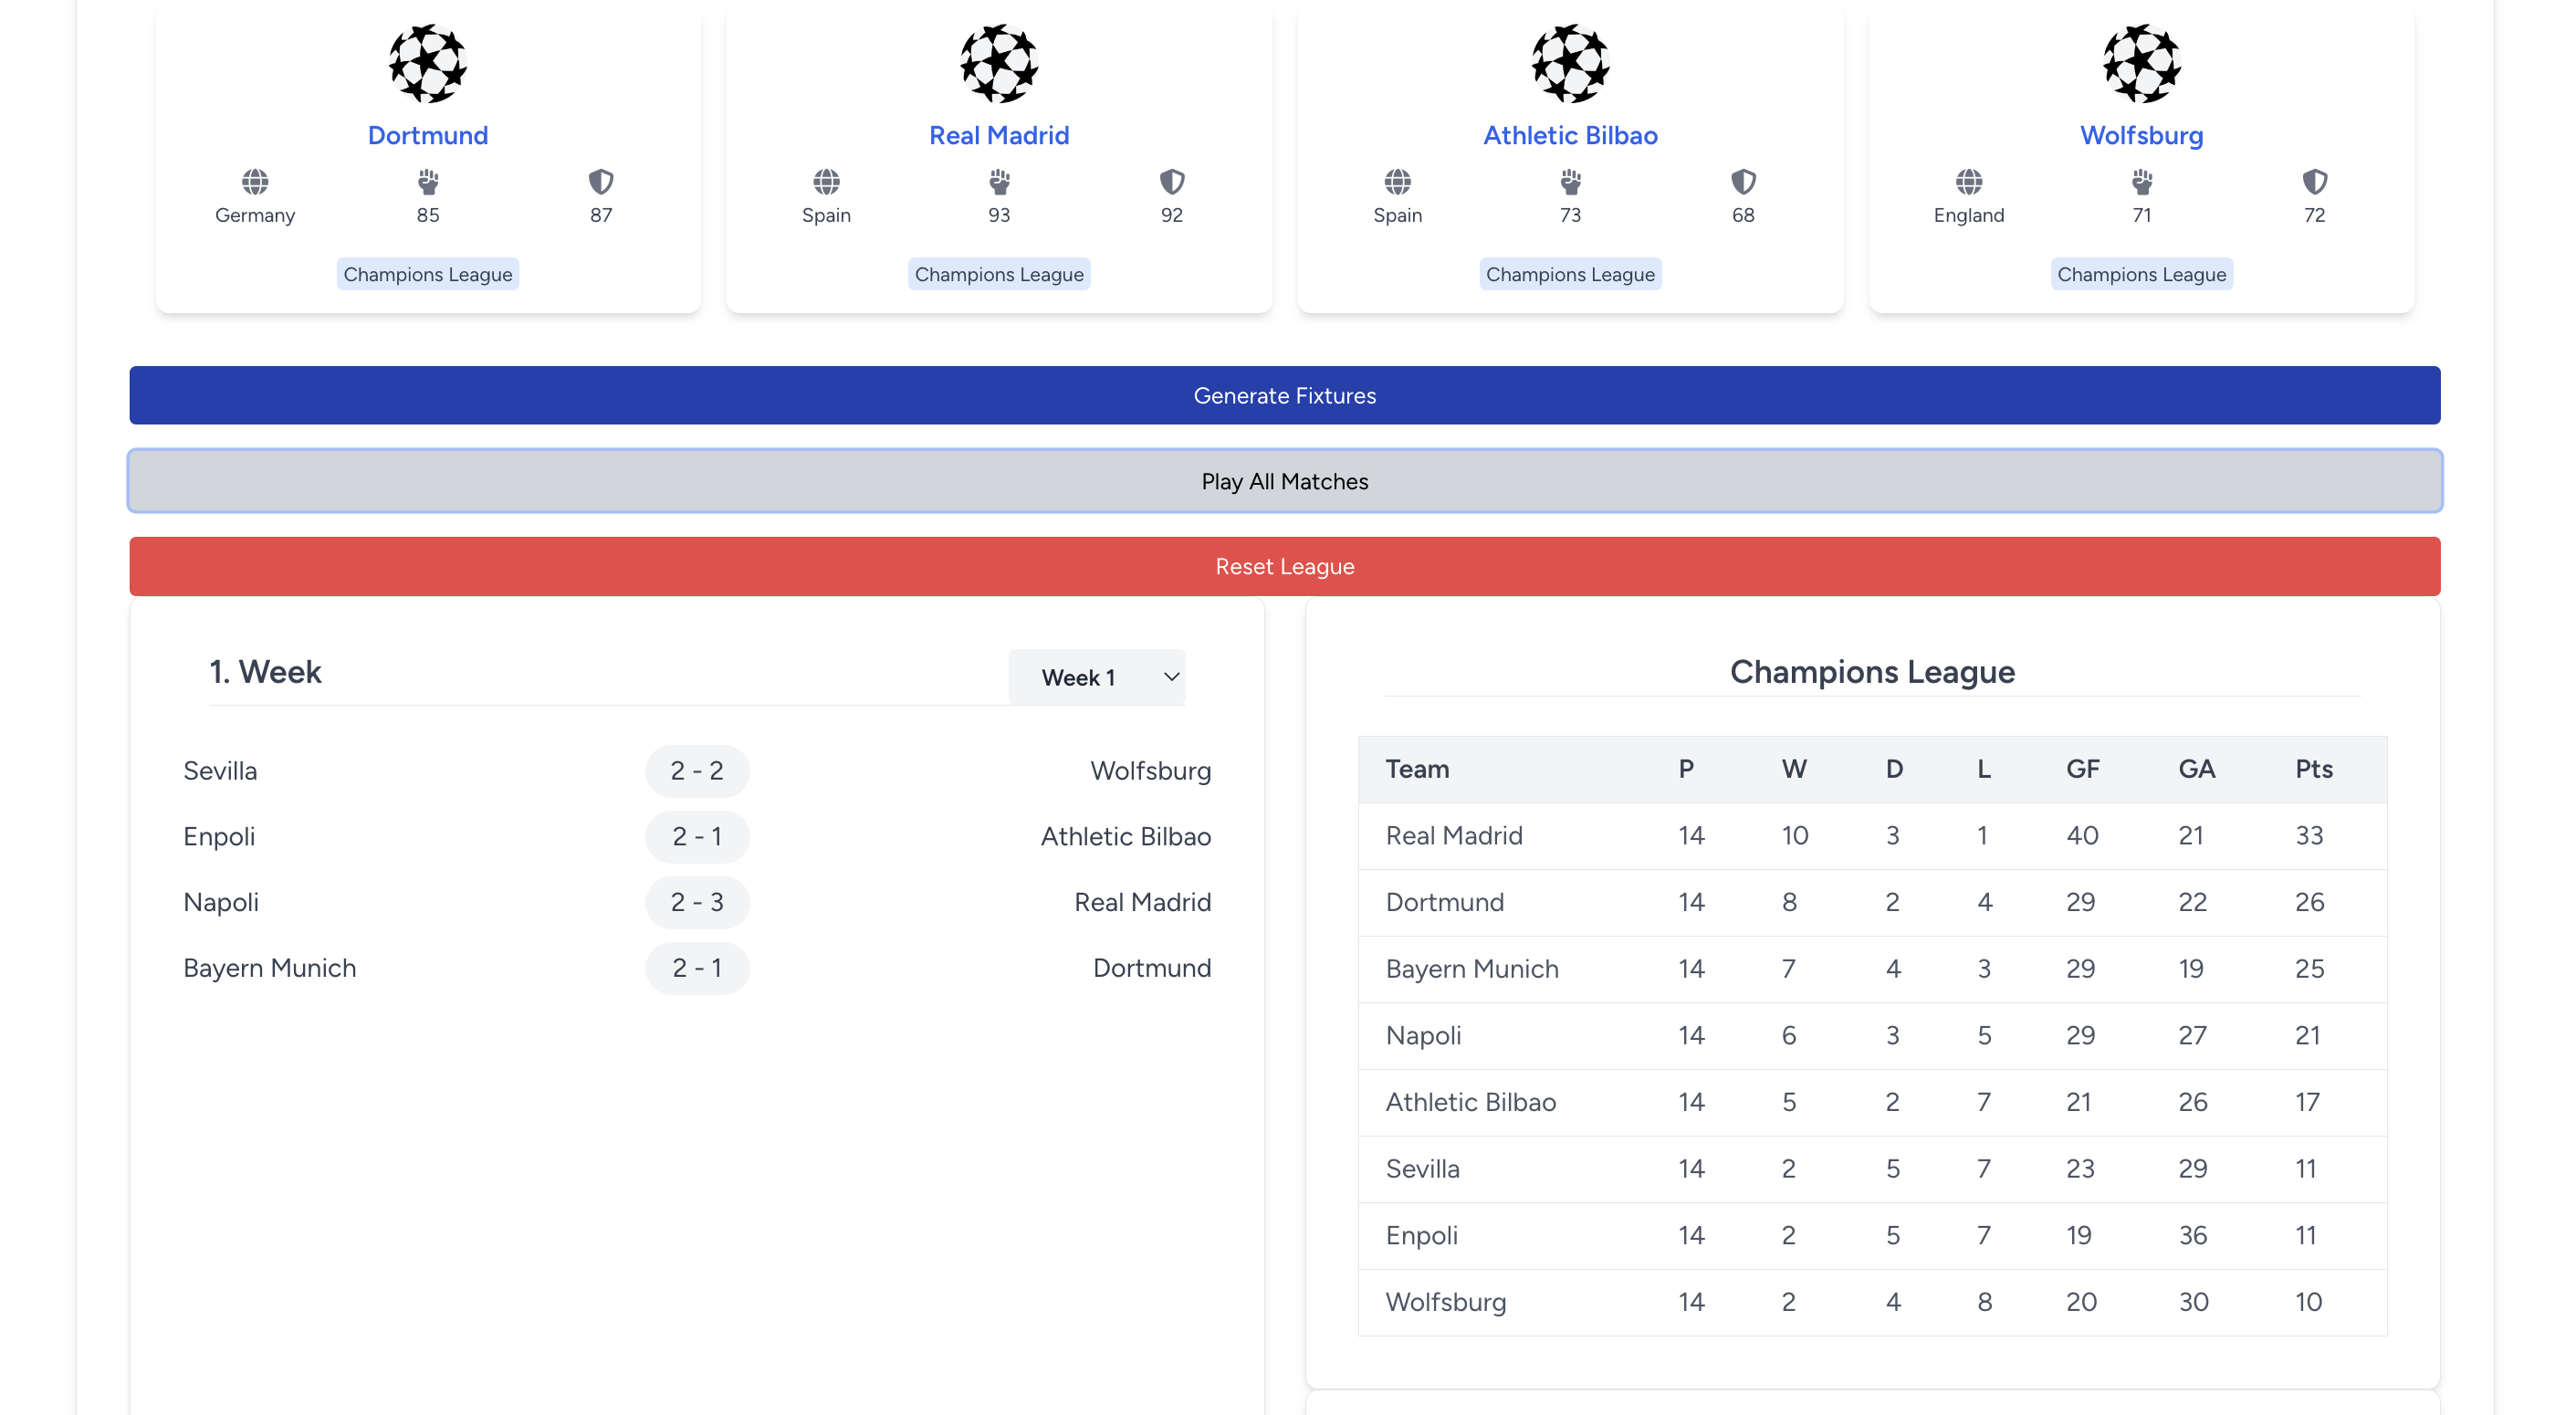 Dortmund Real Madrid Athletic Bilbao Wolfsburg
Germany 85 87 Spain 93 92 Spain 73 68 England 71 72
Champions League Champions League Champions League Champions League
Generate Fixtures
Play All Matches
Reset League
1. Week Week 1
Sevilla 2 - 2 Wolfsburg
Enpoli 2 - 1 Athletic Bilbao
Napoli 2 - 3 Real Madrid
Bayern Munich 2 - 1 Dortmund
Champions League
Team P W D L GF GA Pts
Real Madrid 14 10 3 1 40 21 33
Dortmund 14 8 2 4 29 22 26
Bayern Munich 14 7 4 3 29 19 25
Napoli 14 6 3 5 29 27 21
Athletic Bilbao 14 5 2 7 21 26 17
Sevilla 14 2 5 7 23 29 11
Enpoli 14 2 5 7 19 36 11
Wolfsburg 14 2 4 8 20 30 10